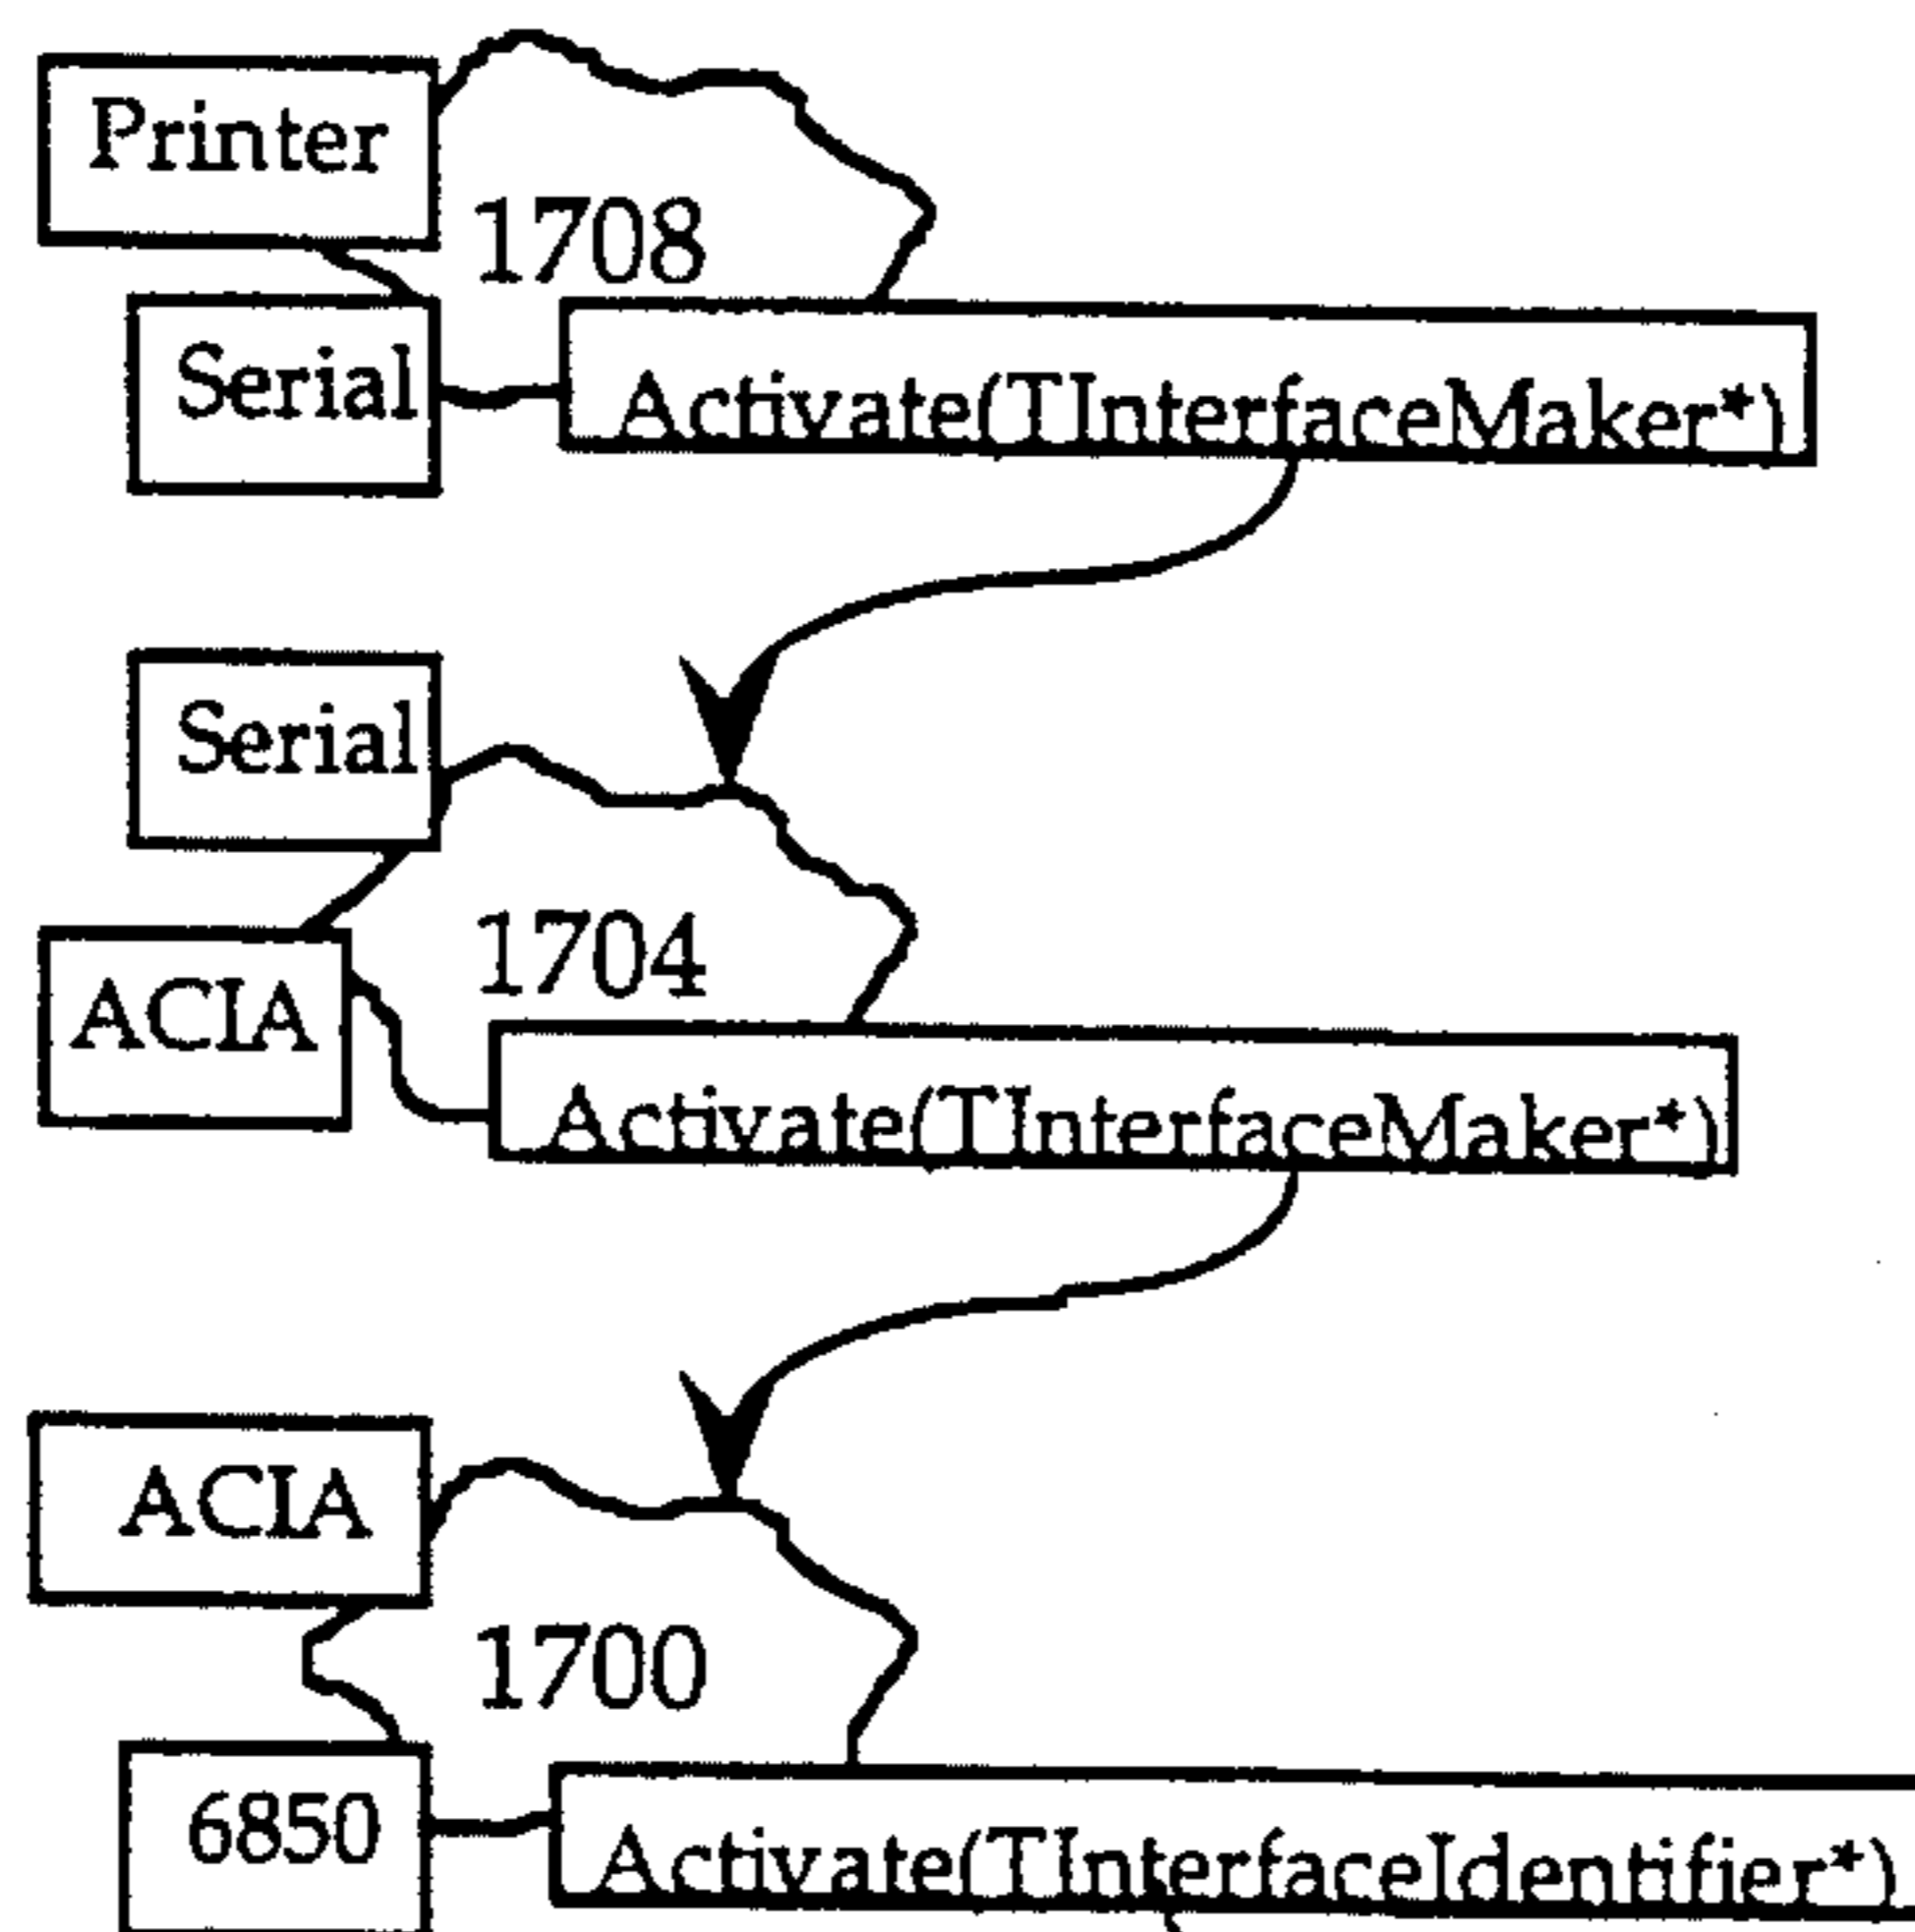 Printer
1708
Serial
Activate(TInterfaceMaker*)
Serial
1704
ACIA
Activate(TInterfaceMaker*)
ACIA
1700
6850
Activate(TInterfaceIdentifier*)